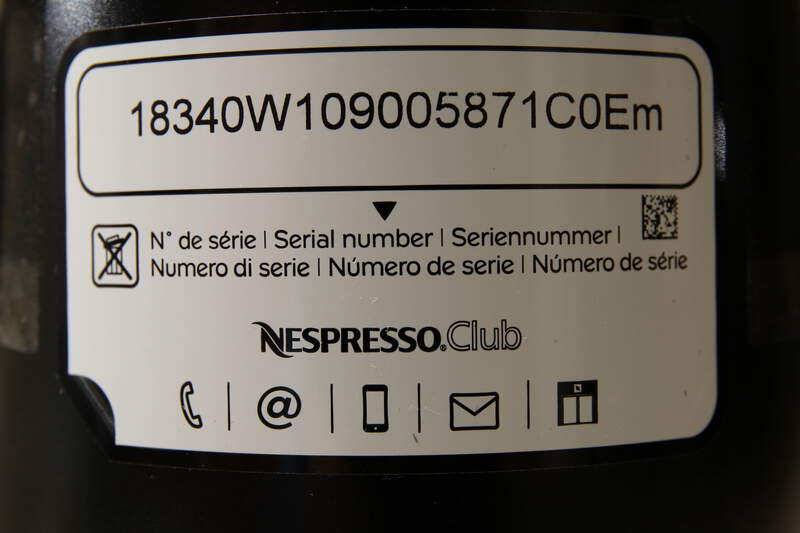 18340W109005871C0Em
N° de série | Serial number | Seriennummer |
Numero di serie | Número de serie | Número de série
NESPRESSO.Club
@